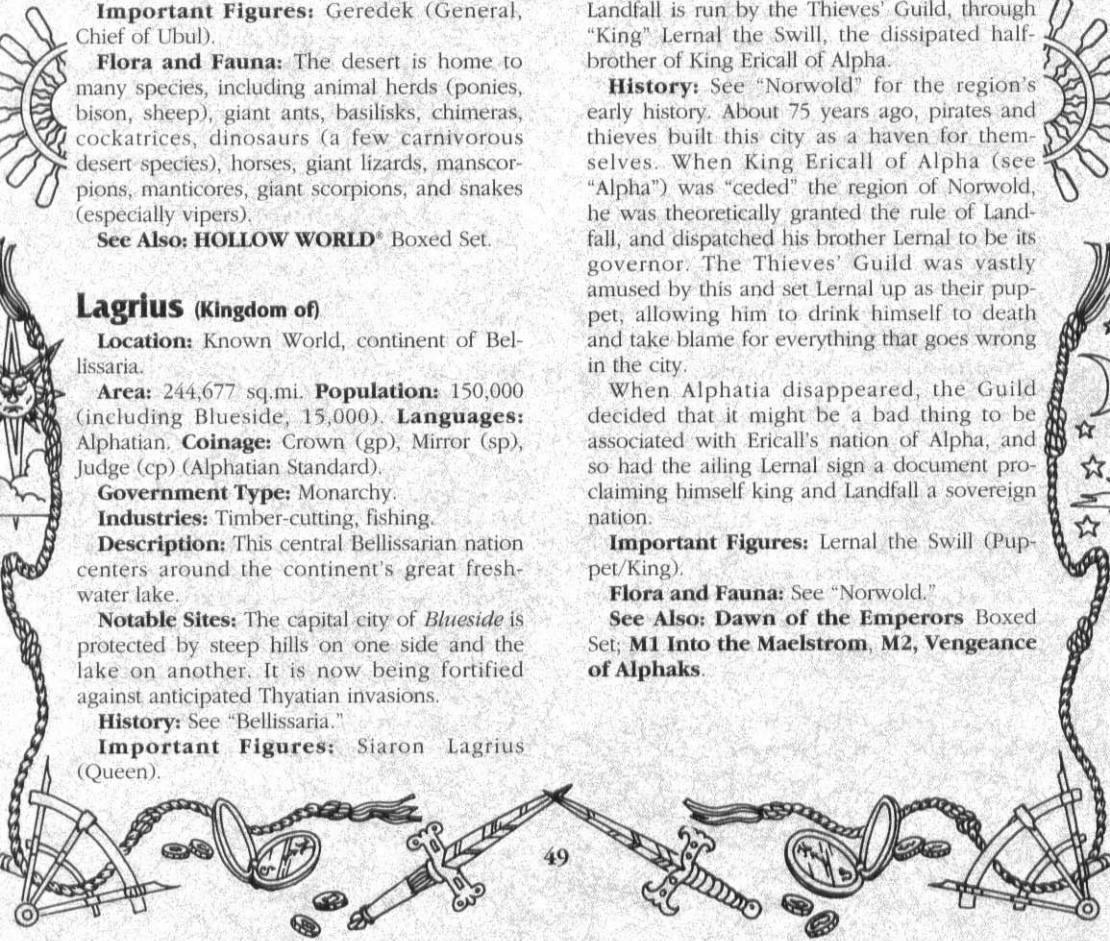 Important Figures: Geredek (General,
Chief of Ubul).
Flora and Fauna: The desert is home to
many species, including animal herds (ponies,
bison, sheep), giant ants, basilisks, chimeras,
cockatrices, dinosaurs (a few carnivorous
desert species), horses, giant lizards, manscor-
pions, manticores, giant scorpions, and snakes
(especially vipers).
See Also: HOLLOW WORLD® Boxed Set.
Lagrius (Kingdom of)
Location: Known World, continent of Bel-
lissaria.
Area: 244,677 sq.mi. Population: 150,000
(including Blueside, 15,000). Languages:
Alphatian. Coinage: Crown (gp), Mirror (sp),
Judge (cp) (Alphatian Standard).
Government Type: Monarchy.
Industries: Timber-cutting, fishing.
Description: This central Bellissarian nation
centers around the continent's great fresh-
water lake.
Notable Sites: The capital city of Blueside is
protected by steep hills on one side and the
lake on another. It is now being fortified
against anticipated Thyatian invasions.
History: See "Bellissaria."
Important Figures: Siaron Lagrius
(Queen).
Landfall is run by the Thieves' Guild, through
"King" Lernal the Swill, the dissipated half-
brother of King Ericall of Alpha.
History: See "Norwold" for the region's
early history. About 75 years ago, pirates and
thieves built this city as a haven for them-
selves. When King Ericall of Alpha (see
"Alpha") was "ceded" the region of Norwold,
he was theoretically granted the rule of Land-
fall, and dispatched his brother Lernal to be its
governor. The Thieves' Guild was vastly
amused by this and set Lernal up as their pup-
pet, allowing him to drink himself to death
and take blame for everything that goes wrong
in the city.
When Alphatia disappeared, the Guild
decided that it might be a bad thing to be
associated with Ericall's nation of Alpha, and
so had the ailing Lernal sign a document pro-
claiming himself king and Landfall a sovereign
nation.
Important Figures: Lernal the Swill (Pup-
pet/King).
Flora and Fauna: See "Norwold."
See Also: Dawn of the Emperors Boxed
Set; M1 Into the Maelstrom, M2, Vengeance
of Alphaks.
49